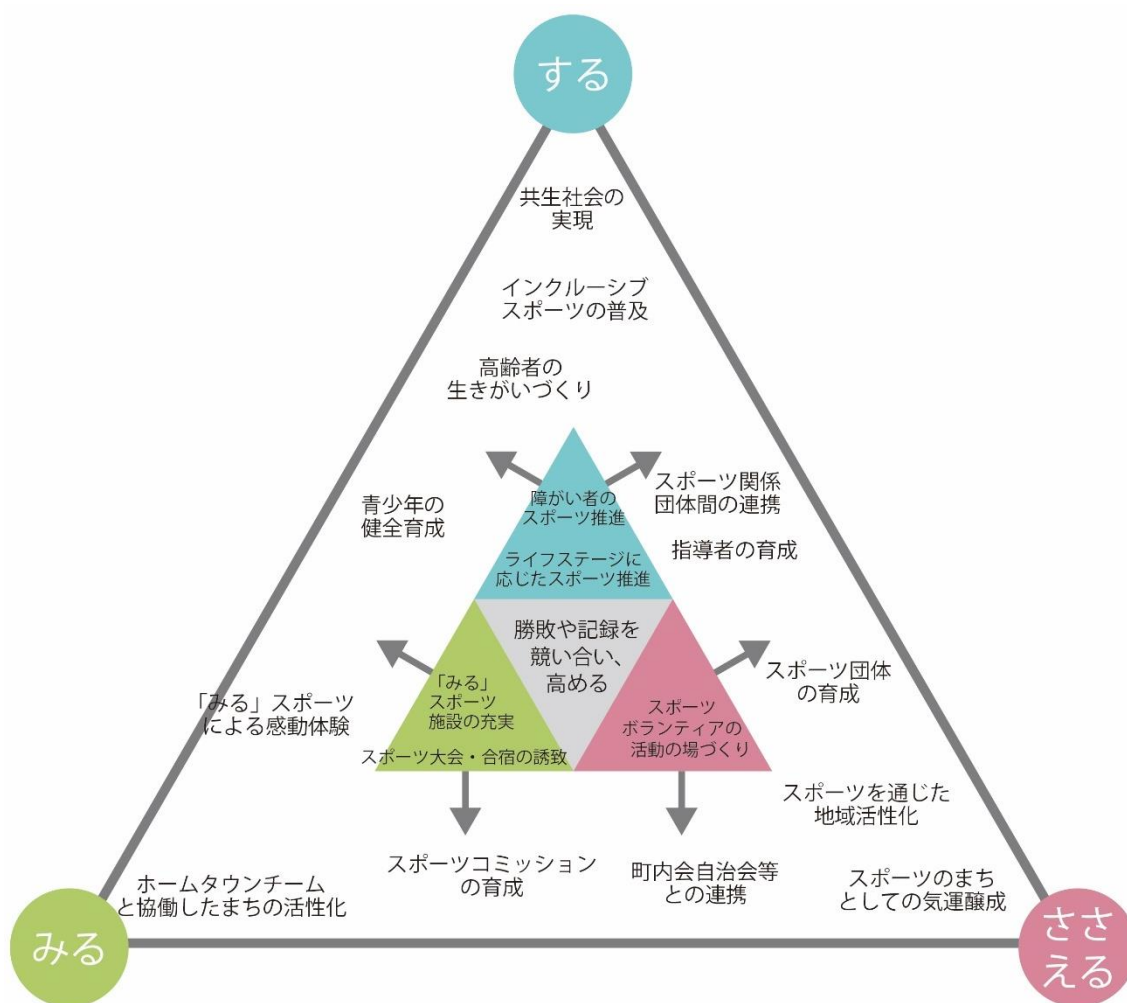 する
共生社会の
実現
インクルーシブ
スポーツの普及
高齢者の
生きがいづくり
青少年の
健全育成
スポーツ関係
団体間の連携
指導者の育成
障がい者の
スポーツ推進
ライフステージに
応じたスポーツ推進
勝敗や記録を
競い合い、
高める
「みる」スポーツ
による感動体験
「みる」
スポーツ
施設の充実
スポーツ大会・合宿の誘致
スポーツ
ボランティアの
活動の場づくり
スポーツ団体
の育成
スポーツを通じた
地域活性化
スポーツコミッション
の育成
町内会自治会等
との連携
ホームタウンチーム
と協働したまちの活性化
スポーツのまち
としての気運醸成
みる
ささ
える